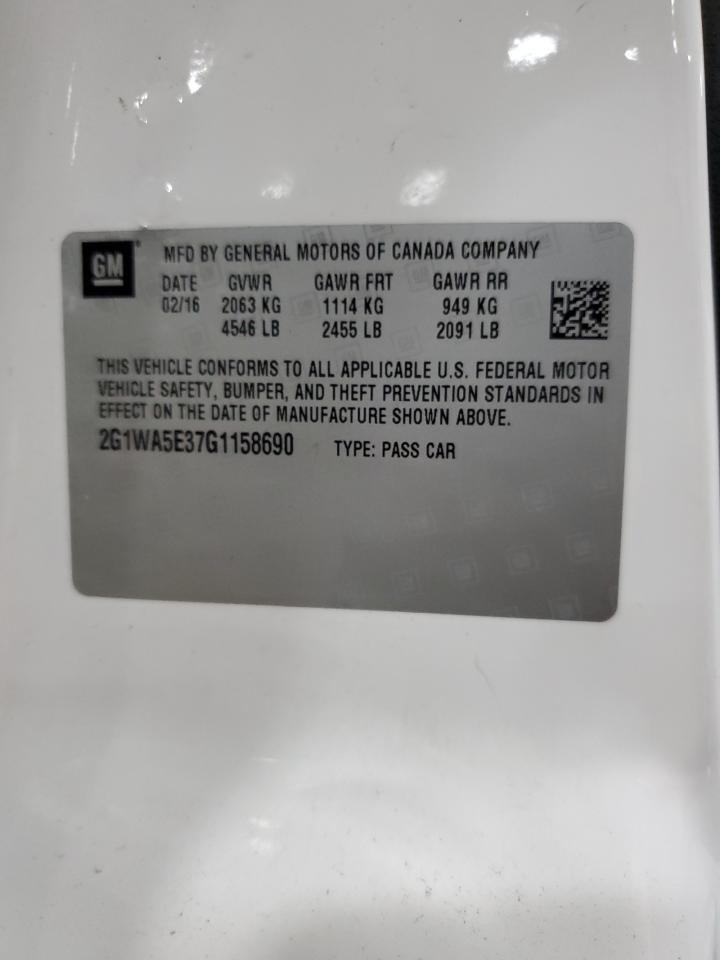 GM
MFD BY GENERAL MOTORS OF CANADA COMPANY
DATE GVWR GAWR FRT GAWR RR
02/16 2063 KG 1114 KG 949 KG
4546 LB 2455 LB 2091 LB
THIS VEHICLE CONFORMS TO ALL APPLICABLE U.S. FEDERAL MOTOR
VEHICLE SAFETY, BUMPER, AND THEFT PREVENTION STANDARDS IN
EFFECT ON THE DATE OF MANUFACTURE SHOWN ABOVE.
2G1WA5E37G1158690 TYPE: PASS CAR